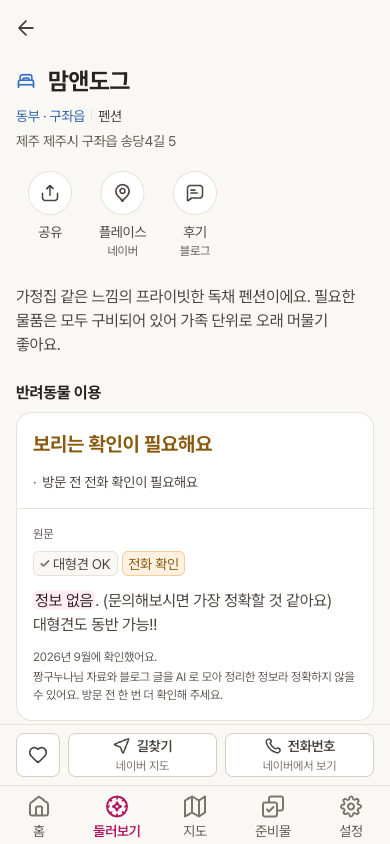 맘앤도그
동부 · 구좌읍 | 펜션
제주 제주시 구좌읍 송당4길 5
공유
플레이스
네이버
후기
블로그
가정집 같은 느낌의 프라이빗한 독채 펜션이에요. 필요한
물품은 모두 구비되어 있어 가족 단위로 오래 머물기
좋아요.
반려동물 이용
보리는 확인이 필요해요
· 방문 전 전화 확인이 필요해요
원문
대형견 OK 전화 확인
정보 없음. (문의해보시면 가장 정확할 것 같아요)
대형견도 동반 가능!!
2026년 9월에 확인했어요.
짱구누나님 자료와 블로그 글을 AI 로 모아 정리한 정보라 정확하지 않을
수 있어요. 방문 전 한 번 더 확인해 주세요.
길찾기
네이버 지도
전화번호
네이버에서 보기
홈
둘러보기
지도
준비물
설정